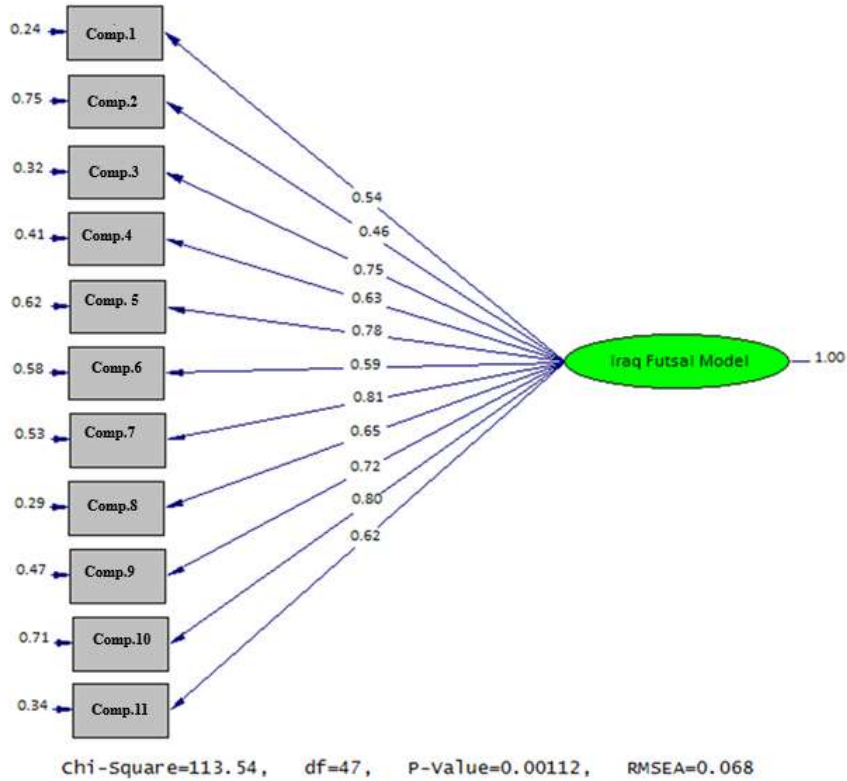 0.24 Comp.1
0.75 Comp.2
0.32 Comp.3
0.54
0.46
0.41 Comp.4
0.75
0.63
0.62 Comp. 5
0.78
0.58 Comp.6
0.59
Iraq Futsal Model 1.00
0.81
0.53 Comp.7
0.65
0.72
0.29 Comp.8
0.80
0.62
0.47 Comp.9
0.71 Comp.10
0.34 Comp.11
Chi-Square=113.54, df=47, P-Value=0.00112, RMSEA=0.068